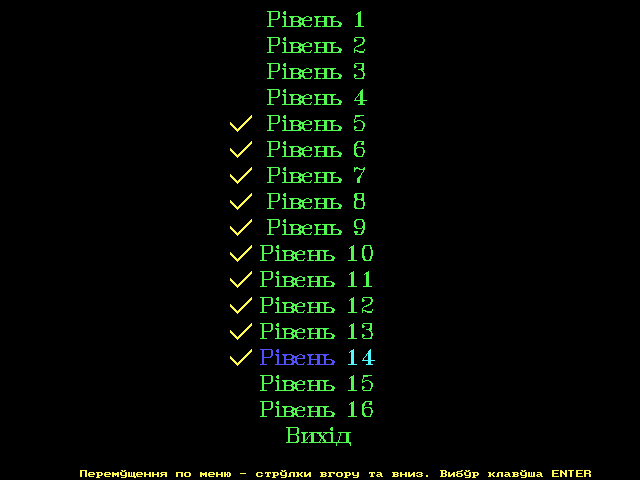 Рівень 1
Рівень 2
Рівень 3
Рівень 4
Рівень 5
Рівень 6
Рівень 7
Рівень 8
Рівень 9
Рівень 10
Рівень 11
Рівень 12
Рівень 13
Рівень 14
Рівень 15
Рівень 16
Вихід
Перемўщення по меню - стрўлки вгору та вниз. Вибўр клавўша ENTER